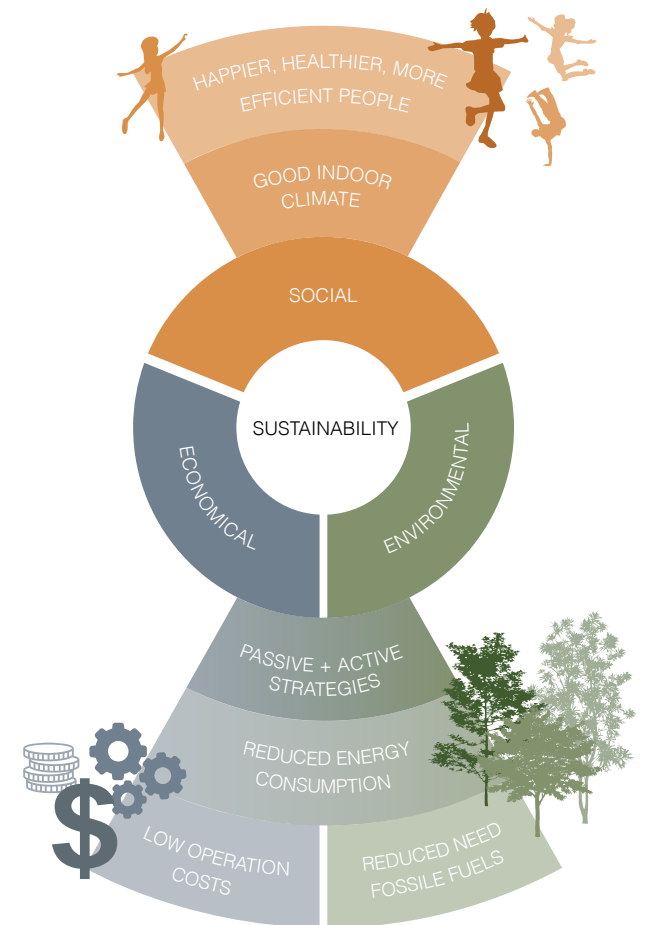 HAPPIER, HEALTHIER, MORE
EFFICIENT PEOPLE
GOOD INDOOR
CLIMATE
SOCIAL
SUSTAINABILITY
ECONOMICAL
ENVIRONMENTAL
PASSIVE + ACTIVE
STRATEGIES
REDUCED ENERGY
CONSUMPTION
LOW OPERATION
COSTS
REDUCED NEED
FOSSILE FUELS
$